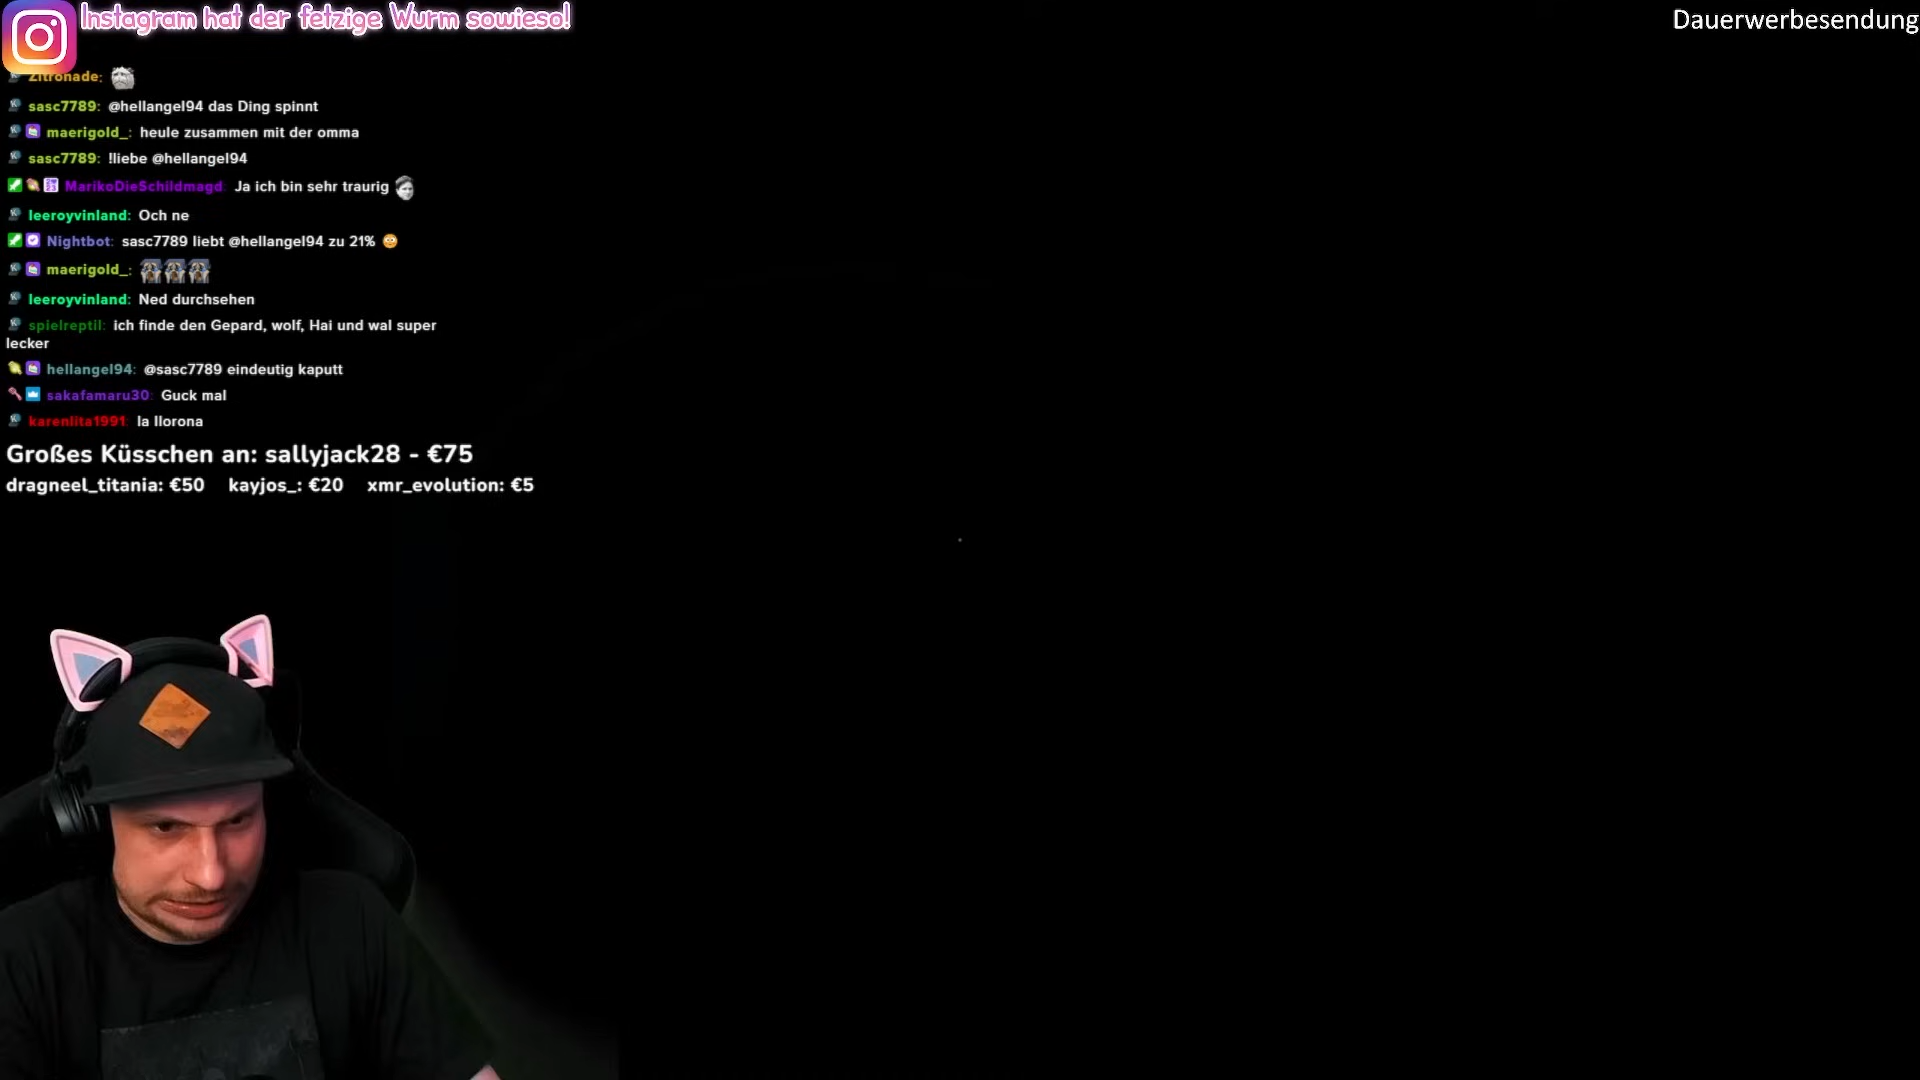 Instagram hat der fetzige Wurm sowieso!
Dauerwerbesendung
Zitronade:
sasc7789: @hellangel94 das Ding spinnt
maerigold_: heule zusammen mit der omma
sasc7789: !liebe @hellangel94
MarikoDieSchildmagd: Ja ich bin sehr traurig
leeroyvinland: Och ne
Nightbot: sasc7789 liebt @hellangel94 zu 21% 😳
maerigold_:
leeroyvinland: Ned durchsehen
spielreptil: ich finde den Gepard, wolf, Hai und wal super
lecker
hellangel94: @sasc7789 eindeutig kaputt
sakafamaru30: Guck mal
karenlita1991: la llorona
Großes Küsschen an: sallyjack28 - €75
dragneel_titania: €50 kayjos_: €20 xmr_evolution: €5